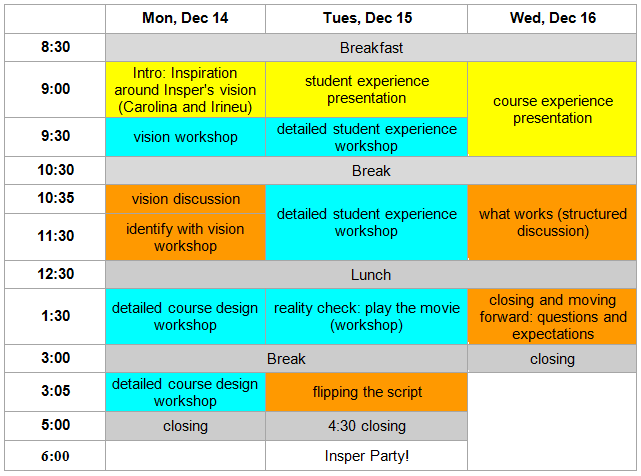 Mon, Dec 14
Tues, Dec 15
Wed, Dec 16
8:30
Breakfast
9:00
Intro: Inspiration
around Insper's vision
(Carolina and Irineu)
student experience
presentation
course experience
presentation
9:30
vision workshop
detailed student experience
workshop
10:30
Break
10:35
vision discussion
detailed student experience
workshop
what works (structured
discussion)
11:30
identify with vision
workshop
12:30
Lunch
1:30
detailed course design
workshop
reality check: play the movie
(workshop)
closing and moving
forward: questions and
expectations
3:00
Break
closing
3:05
detailed course design
workshop
flipping the script
5:00
closing
4:30 closing
6:00
Insper Party!